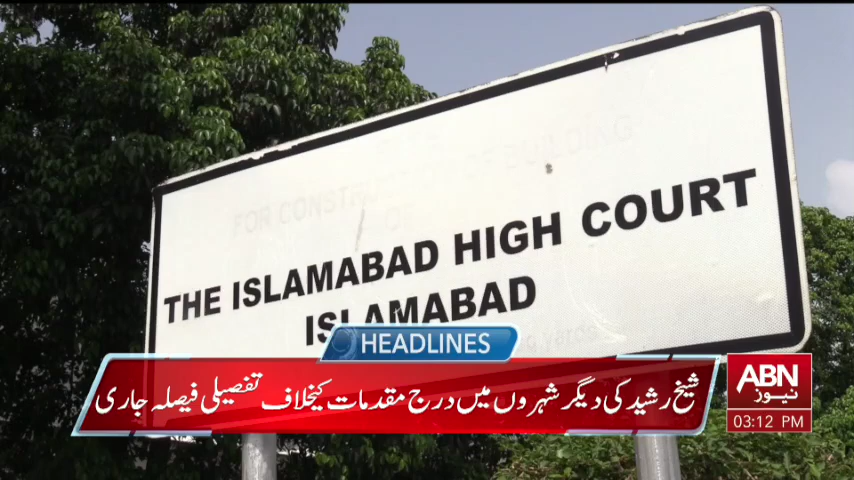 THE ISLAMABAD HIGH COURT
ISLAMABAD
HEADLINES
شیخ رشید کی دیگر شہروں میں درج مقدمات کیخلاف تفصیلی فیصلہ جاری
ABN
نیوز
03:12 PM